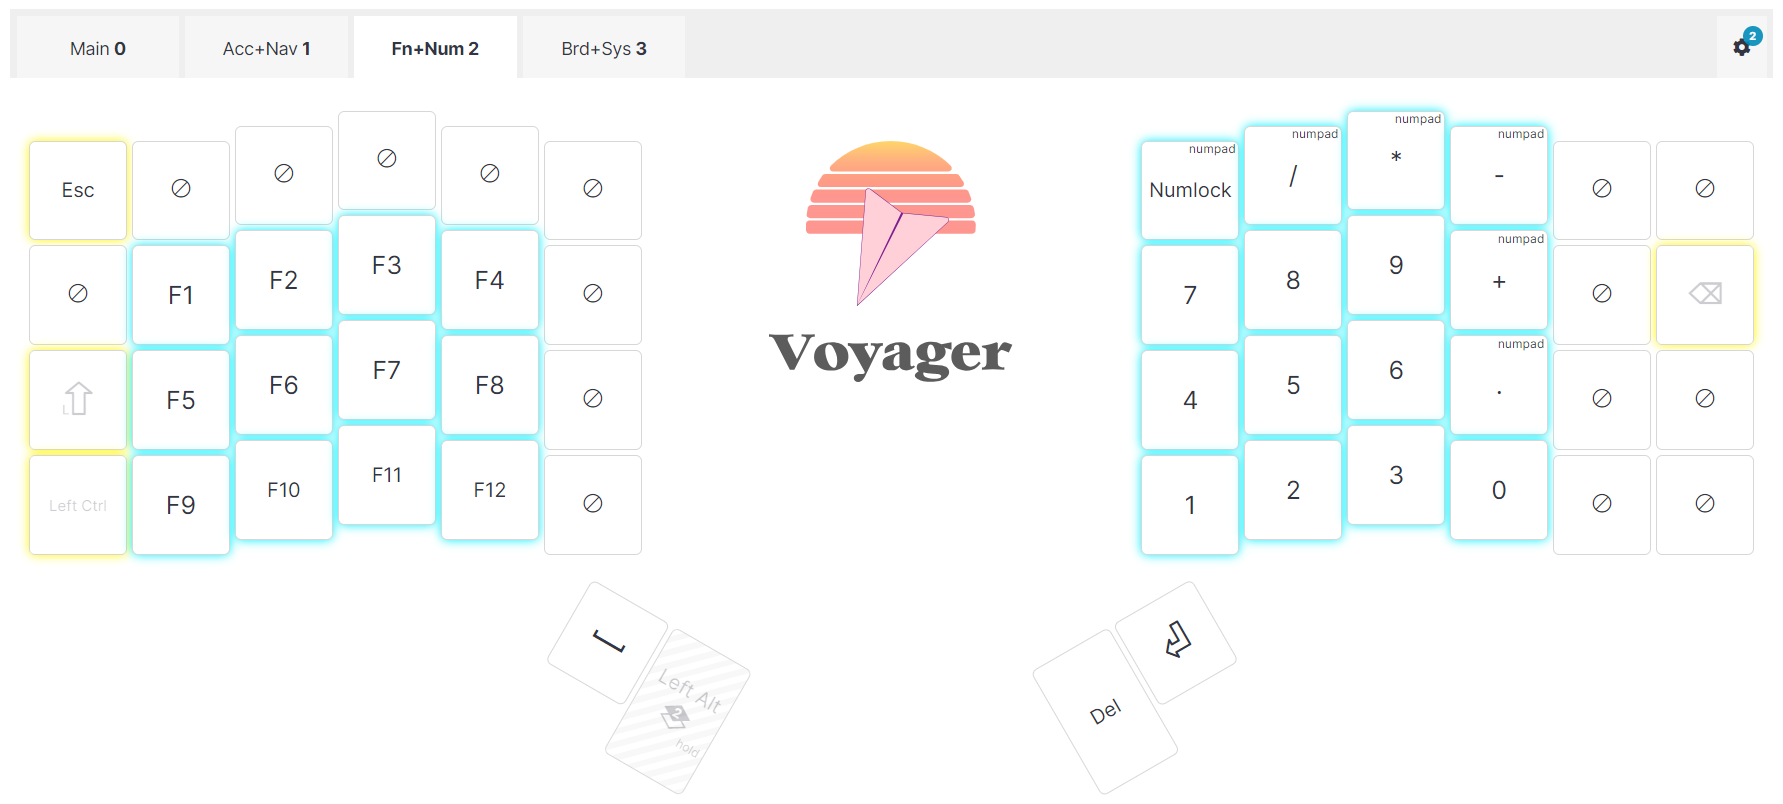 Main 0
Acc+Nav 1
Fn+Num 2
Brd+Sys 3
2
Esc
numpad
Numlock
numpad
/
numpad
*
numpad
-
F1
F2
F3
F4
7
8
9
numpad
+
L
F5
F6
F7
F8
4
5
6
numpad
.
Left Ctrl
F9
F10
F11
F12
1
2
3
0
Voyager
Left Alt
2
hold
Del